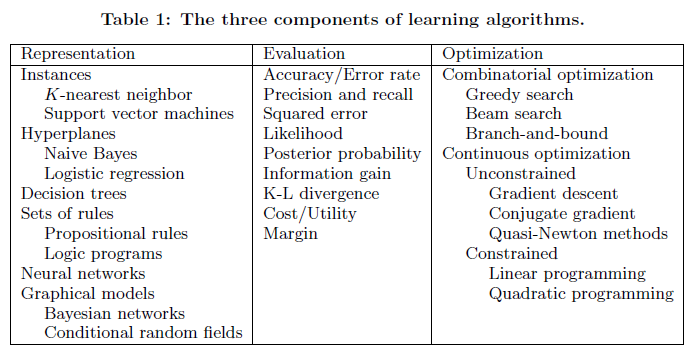 Table 1: The three components of learning algorithms.
Representation Evaluation Optimization
Instances Accuracy/Error rate Combinatorial optimization
K-nearest neighbor Precision and recall Greedy search
Support vector machines Squared error Beam search
Hyperplanes Likelihood Branch-and-bound
Naive Bayes Posterior probability Continuous optimization
Logistic regression Information gain Unconstrained
Decision trees K-L divergence Gradient descent
Sets of rules Cost/Utility Conjugate gradient
Propositional rules Margin Quasi-Newton methods
Logic programs Constrained
Neural networks Linear programming
Graphical models Quadratic programming
Bayesian networks
Conditional random fields